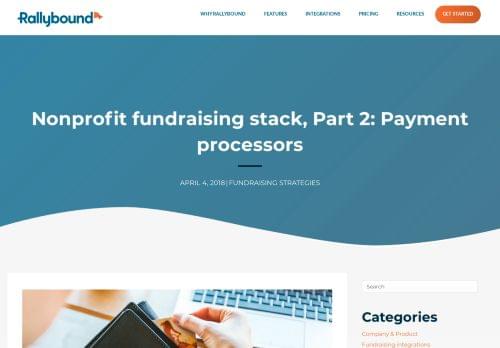 Rallybound
WHY RALLYBOUND
FEATURES
INTEGRATIONS
PRICING
RESOURCES
GET STARTED
Nonprofit fundraising stack, Part 2: Payment
processors
APRIL 4, 2018 | FUNDRAISING STRATEGIES
Search
Categories
Company & Product
Fundraising integrations